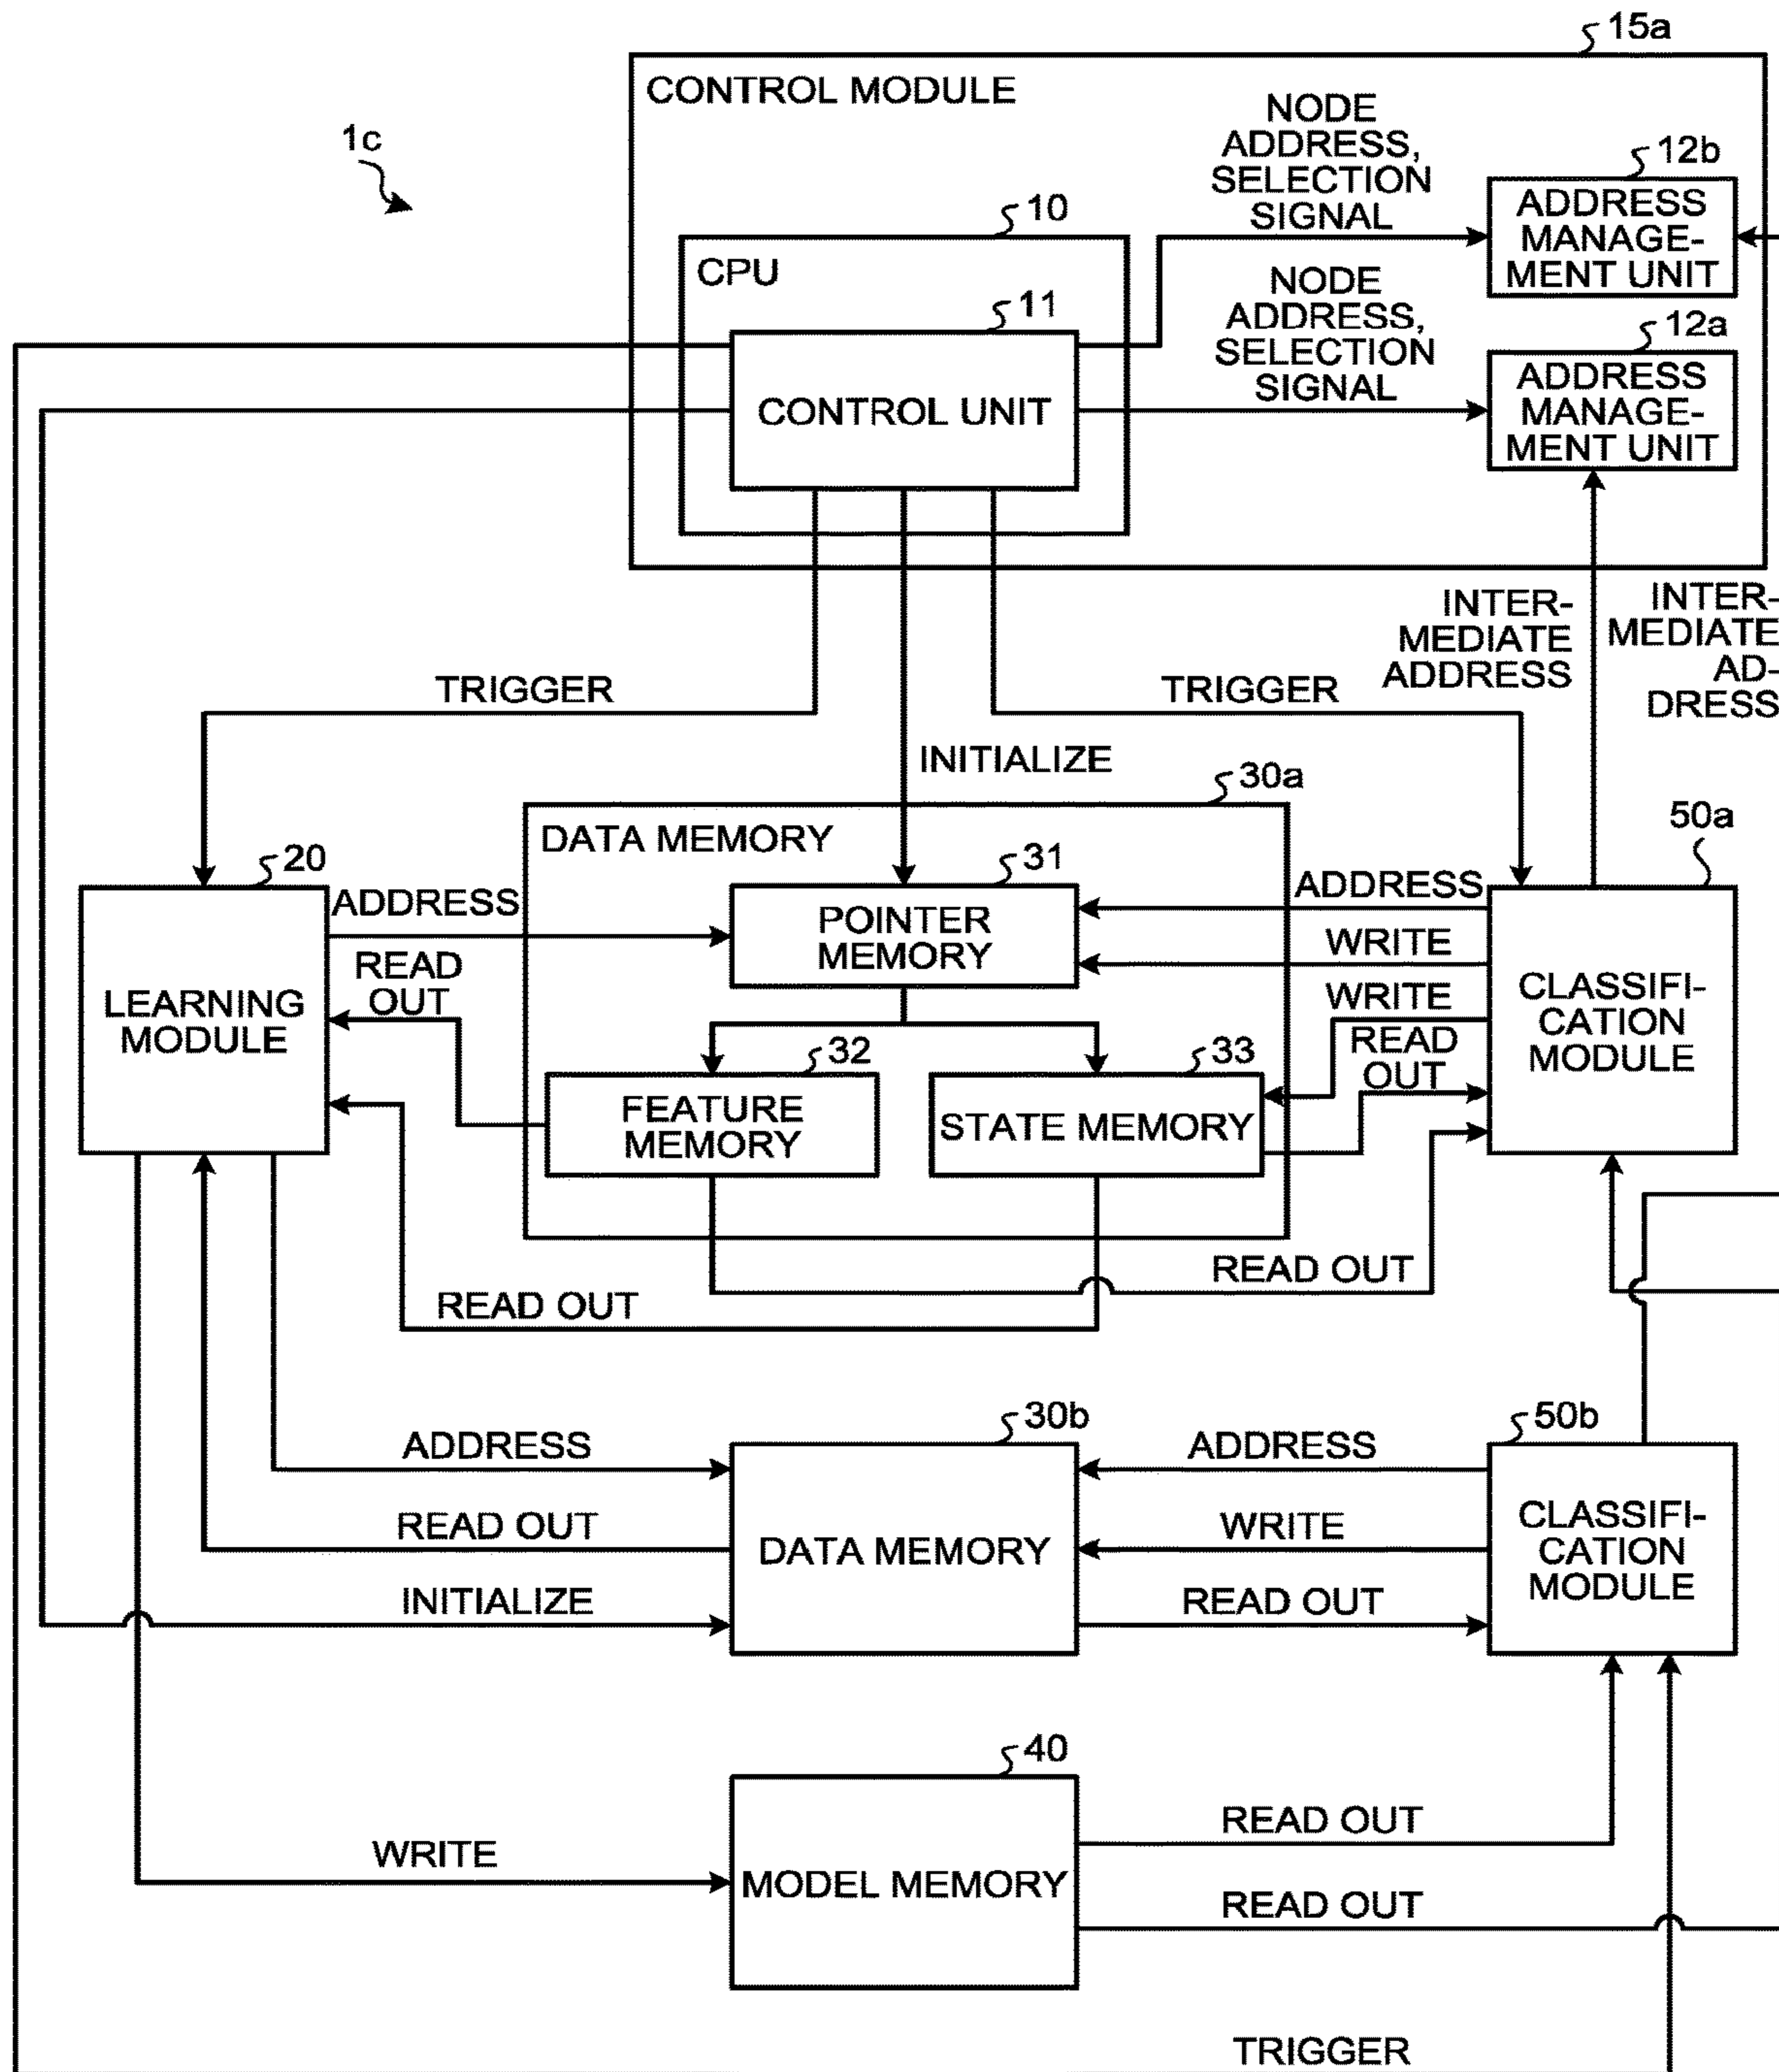 15a
CONTROL MODULE
1c
NODE
ADDRESS,
SELECTION
SIGNAL
12b
ADDRESS
MANAGE-
MENT UNIT
10
CPU
NODE
ADDRESS,
SELECTION
SIGNAL
11
CONTROL UNIT
12a
ADDRESS
MANAGE-
MENT UNIT
INTER-
MEDIATE
ADDRESS
INTER-
MEDIATE
AD-
DRESS
TRIGGER
TRIGGER
INITIALIZE
30a
DATA MEMORY
50a
20
31
ADDRESS
ADDRESS
POINTER
MEMORY
WRITE
READ
OUT
LEARNING
MODULE
WRITE
CLASSIFI-
CATION
MODULE
READ
OUT
32
33
FEATURE
MEMORY
STATE MEMORY
READ OUT
READ OUT
30b
50b
ADDRESS
ADDRESS
READ OUT
DATA MEMORY
WRITE
CLASSIFI-
CATION
MODULE
INITIALIZE
READ OUT
40
READ OUT
WRITE
MODEL MEMORY
READ OUT
TRIGGER